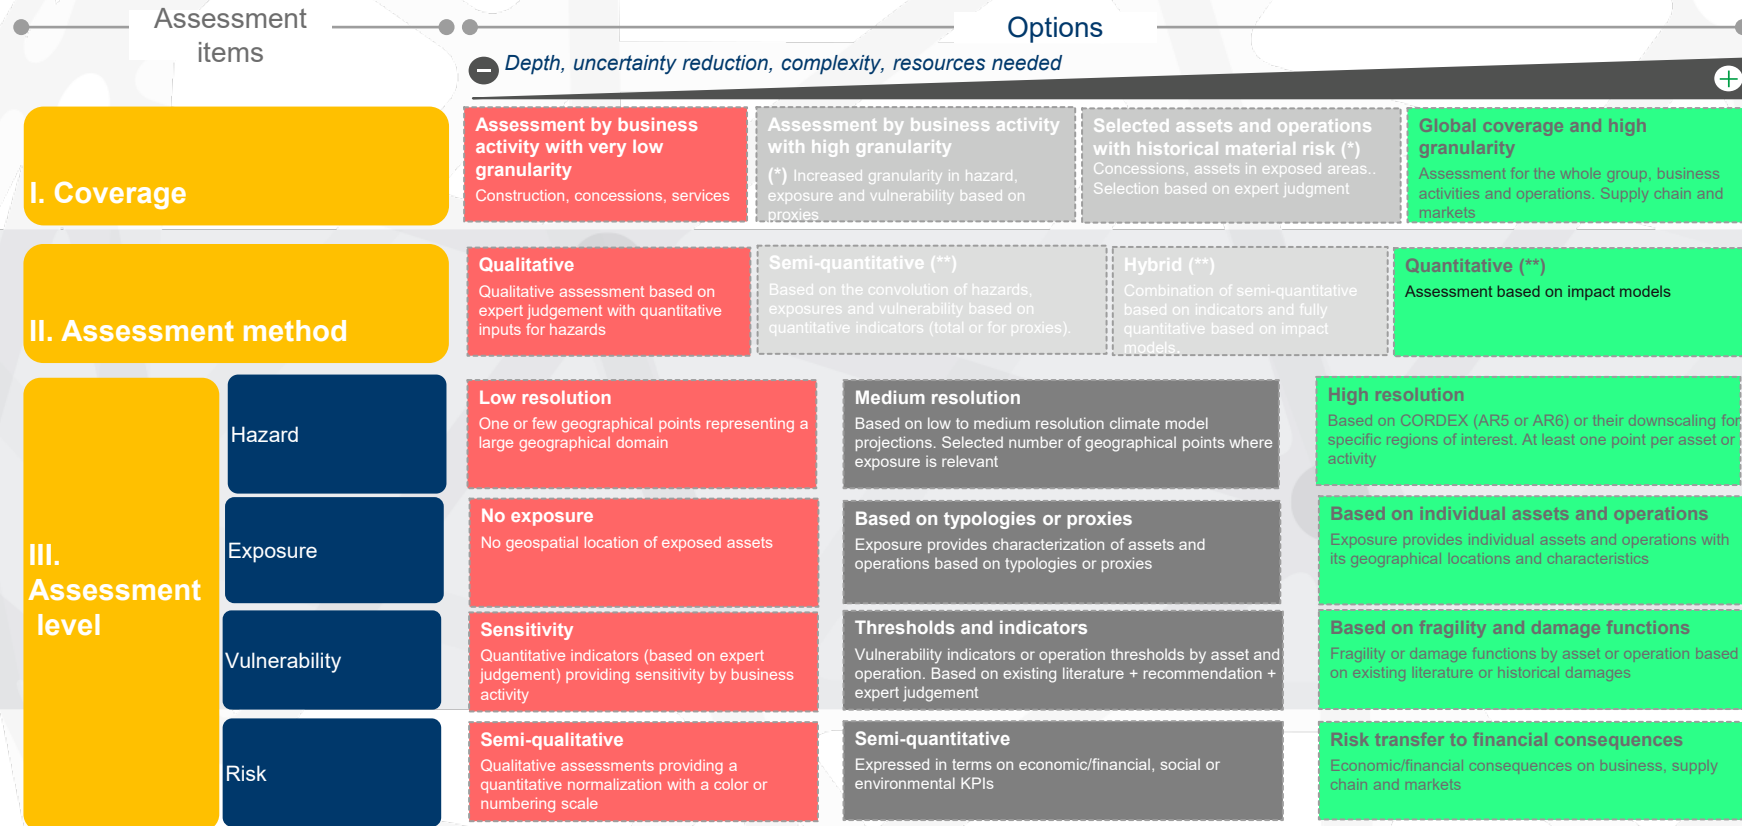 Assessment
items
Options
Depth, uncertainty reduction, complexity, resources needed
I. Coverage
Assessment by business
activity with very low
granularity
Construction, concessions, services
Assessment by business activity
with high granularity
(*) Increased granularity in hazard,
exposure and vulnerability based on
proxies
Selected assets and operations
with historical material risk (*)
Concessions, assets in exposed areas..
Selection based on expert judgment
Global coverage and high
granularity
Assessment for the whole group, business
activities and operations. Supply chain and
markets
II. Assessment method
Qualitative
Qualitative assessment based on
expert judgement with quantitative
inputs for hazards
Semi-quantitative (**)
Based on the convolution of hazards,
exposures and vulnerability based on
quantitative indicators (total or for proxies).
Hybrid (**)
Combination of semi-quantitative
based on indicators and fully
quantitative based on impact
models.
Quantitative (**)
Assessment based on impact models
III.
Assessment
level
Hazard
Low resolution
One or few geographical points representing a
large geographical domain
Medium resolution
Based on low to medium resolution climate model
projections. Selected number of geographical points where
exposure is relevant
High resolution
Based on CORDEX (AR5 or AR6) or their downscaling for
specific regions of interest. At least one point per asset or
activity
Exposure
No exposure
No geospatial location of exposed assets
Based on typologies or proxies
Exposure provides characterization of assets and
operations based on typologies or proxies
Based on individual assets and operations
Exposure provides individual assets and operations with
its geographical locations and characteristics
Vulnerability
Sensitivity
Quantitative indicators (based on expert
judgement) providing sensitivity by business
activity
Thresholds and indicators
Vulnerability indicators or operation thresholds by asset and
operation. Based on existing literature + recommendation +
expert judgement
Based on fragility and damage functions
Fragility or damage functions by asset or operation based
on existing literature or historical damages
Risk
Semi-qualitative
Qualitative assessments providing a
quantitative normalization with a color or
numbering scale
Semi-quantitative
Expressed in terms on economic/financial, social or
environmental KPIs
Risk transfer to financial consequences
Economic/financial consequences on business, supply
chain and markets